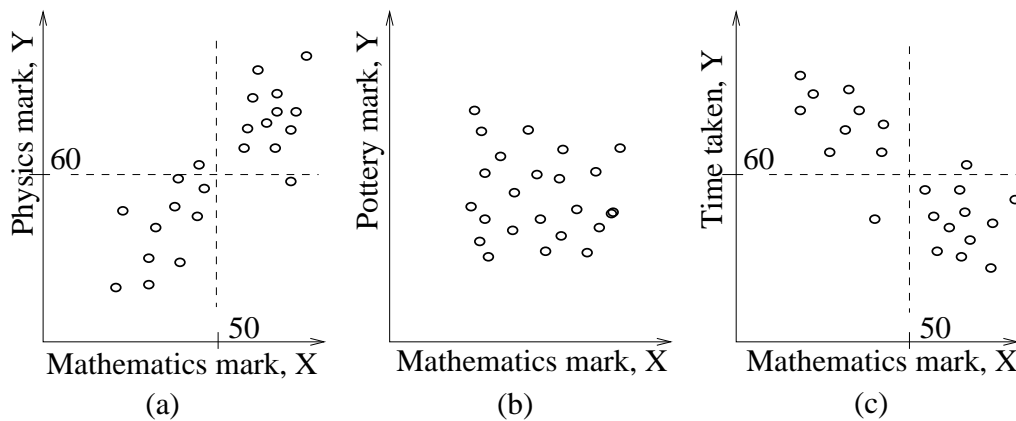 Physics mark, Y
60
50
Mathematics mark, X
(a)
Pottery mark, Y
Mathematics mark, X
(b)
Time taken, Y
60
50
Mathematics mark, X
(c)